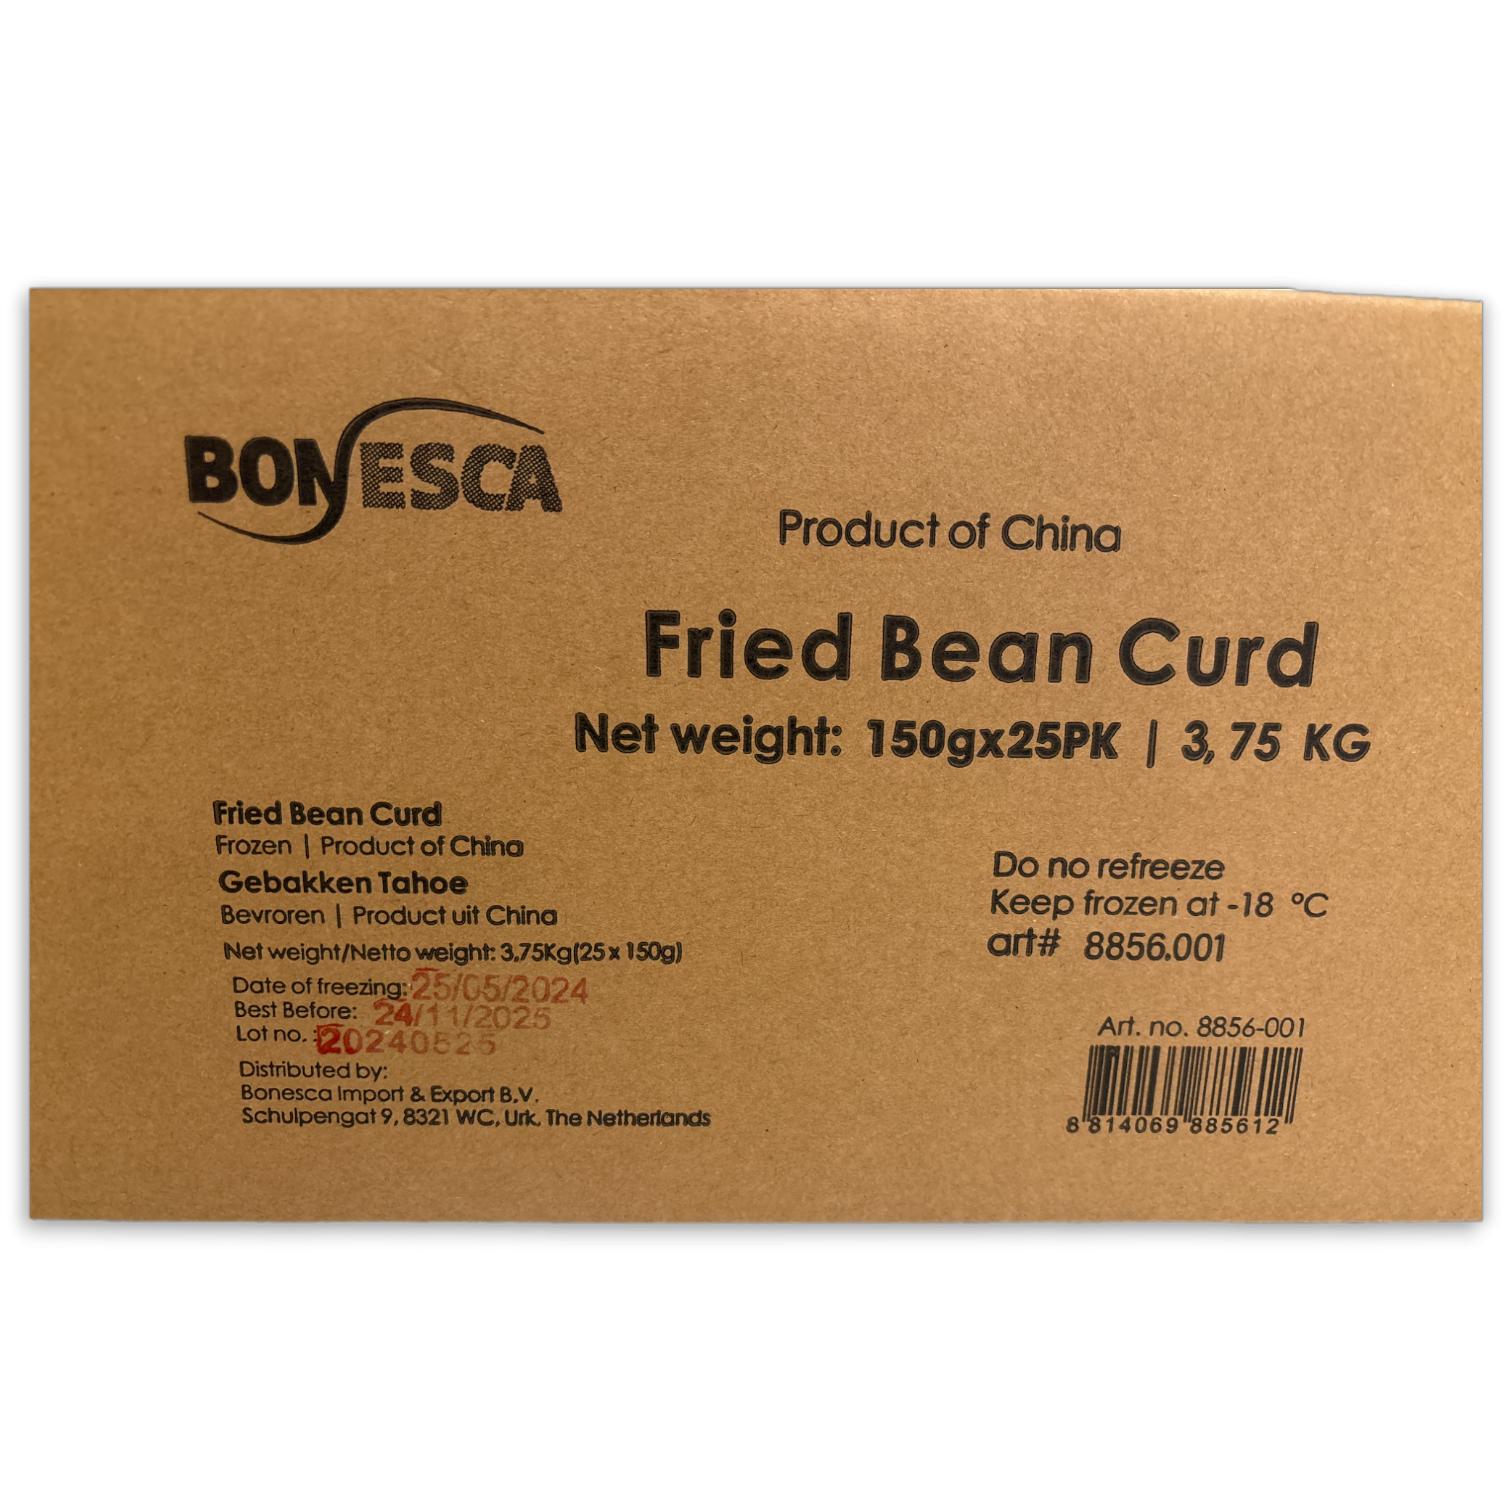 BONESCA
Product of China
Fried Bean Curd
Net weight: 150gx25PK | 3, 75 KG
Fried Bean Curd
Frozen | Product of China
Gebakken Tahoe
Bevroren | Product uit China
Net weight/Netto weight: 3.75Kg(25 x 150g)
Date of freezing: 25/05/2024
Best Before: 24/11/2025
Lot no. : 20240525
Distributed by:
Bonesca Import & Export B.V.
Schulpengat 9, 8321 WC, Urk, The Netherlands
Do no refreeze
Keep frozen at -18 °C
art# 8856.001
Art. no. 8856-001
8 814069 885612